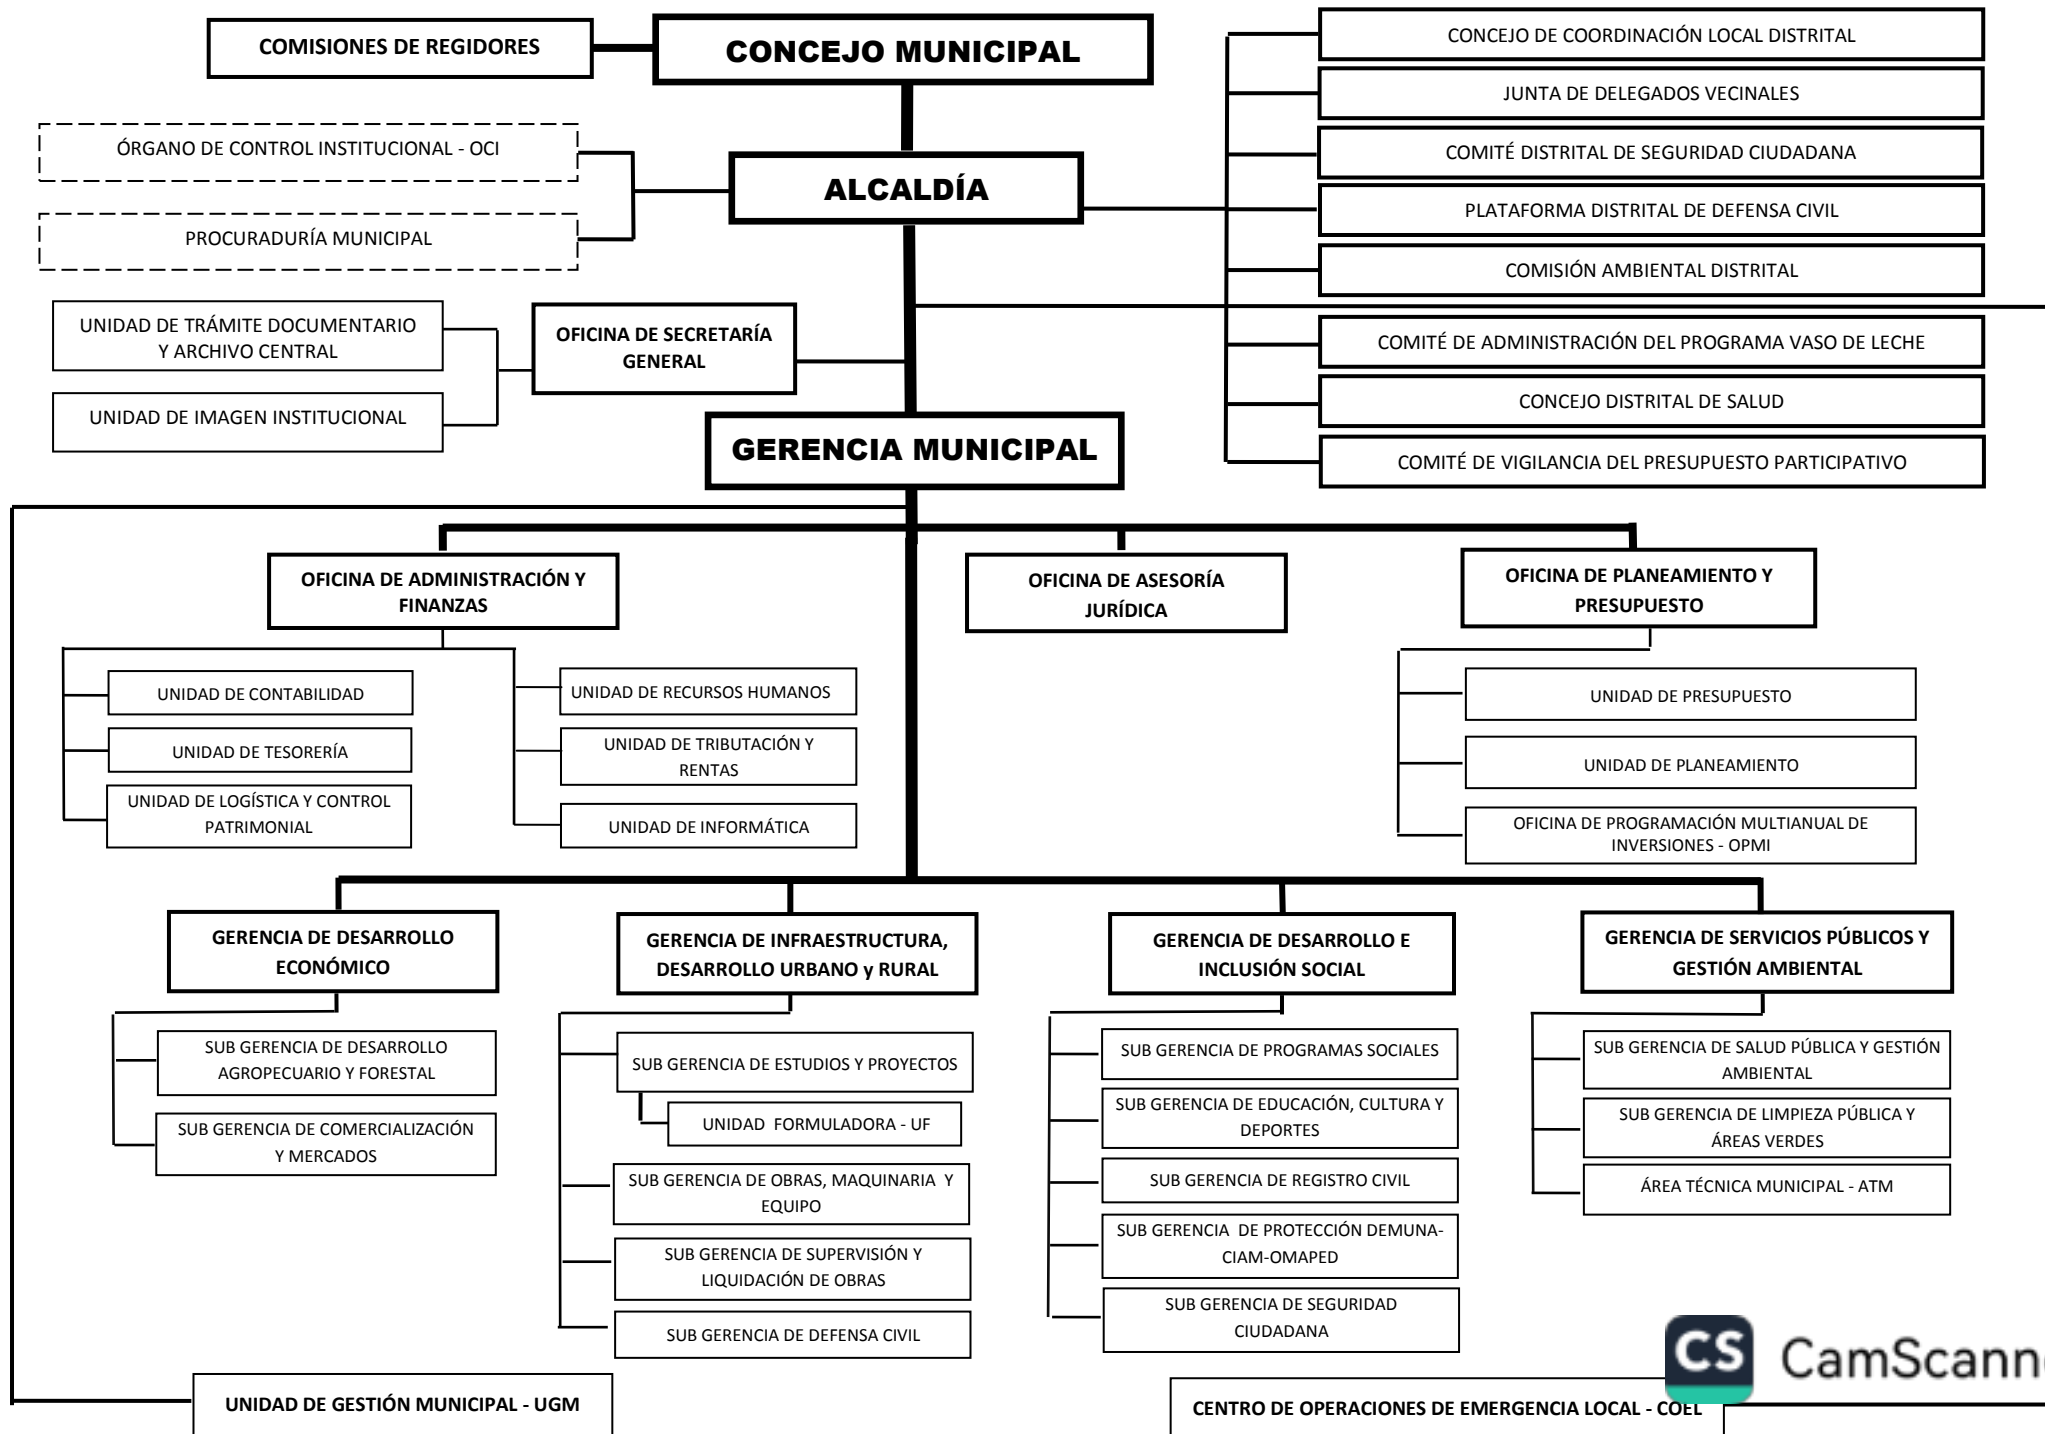 COMISIONES DE REGIDORES
CONCEJO MUNICIPAL
CONCEJO DE COORDINACIÓN LOCAL DISTRITAL
JUNTA DE DELEGADOS VECINALES
ÓRGANO DE CONTROL INSTITUCIONAL - OCI
COMITÉ DISTRITAL DE SEGURIDAD CIUDADANA
ALCALDÍA
PLATAFORMA DISTRITAL DE DEFENSA CIVIL
PROCURADURÍA MUNICIPAL
COMISIÓN AMBIENTAL DISTRITAL
UNIDAD DE TRÁMITE DOCUMENTARIO
Y ARCHIVO CENTRAL
OFICINA DE SECRETARÍA
GENERAL
COMITÉ DE ADMINISTRACIÓN DEL PROGRAMA VASO DE LECHE
UNIDAD DE IMAGEN INSTITUCIONAL
CONCEJO DISTRITAL DE SALUD
GERENCIA MUNICIPAL
COMITÉ DE VIGILANCIA DEL PRESUPUESTO PARTICIPATIVO
OFICINA DE ADMINISTRACIÓN Y
FINANZAS
OFICINA DE ASESORÍA
JURÍDICA
OFICINA DE PLANEAMIENTO Y
PRESUPUESTO
UNIDAD DE CONTABILIDAD
UNIDAD DE TESORERÍA
UNIDAD DE LOGÍSTICA Y CONTROL
PATRIMONIAL
UNIDAD DE RECURSOS HUMANOS
UNIDAD DE TRIBUTACIÓN Y
RENTAS
UNIDAD DE INFORMÁTICA
UNIDAD DE PRESUPUESTO
UNIDAD DE PLANEAMIENTO
OFICINA DE PROGRAMACIÓN MULTIANUAL DE
INVERSIONES - OPMI
GERENCIA DE DESARROLLO
ECONÓMICO
GERENCIA DE INFRAESTRUCTURA,
DESARROLLO URBANO y RURAL
GERENCIA DE DESARROLLO E
INCLUSIÓN SOCIAL
GERENCIA DE SERVICIOS PÚBLICOS Y
GESTIÓN AMBIENTAL
SUB GERENCIA DE DESARROLLO
AGROPECUARIO Y FORESTAL
SUB GERENCIA DE COMERCIALIZACIÓN
Y MERCADOS
SUB GERENCIA DE ESTUDIOS Y PROYECTOS
UNIDAD FORMULADORA - UF
SUB GERENCIA DE OBRAS, MAQUINARIA Y
EQUIPO
SUB GERENCIA DE SUPERVISIÓN Y
LIQUIDACIÓN DE OBRAS
SUB GERENCIA DE DEFENSA CIVIL
SUB GERENCIA DE PROGRAMAS SOCIALES
SUB GERENCIA DE EDUCACIÓN, CULTURA Y
DEPORTES
SUB GERENCIA DE REGISTRO CIVIL
SUB GERENCIA DE PROTECCIÓN DEMUNA-
CIAM-OMAPED
SUB GERENCIA DE SEGURIDAD
CIUDADANA
SUB GERENCIA DE SALUD PÚBLICA Y GESTIÓN
AMBIENTAL
SUB GERENCIA DE LIMPIEZA PÚBLICA Y
ÁREAS VERDES
ÁREA TÉCNICA MUNICIPAL - ATM
UNIDAD DE GESTIÓN MUNICIPAL - UGM
CENTRO DE OPERACIONES DE EMERGENCIA LOCAL - COEL
CS CamScann